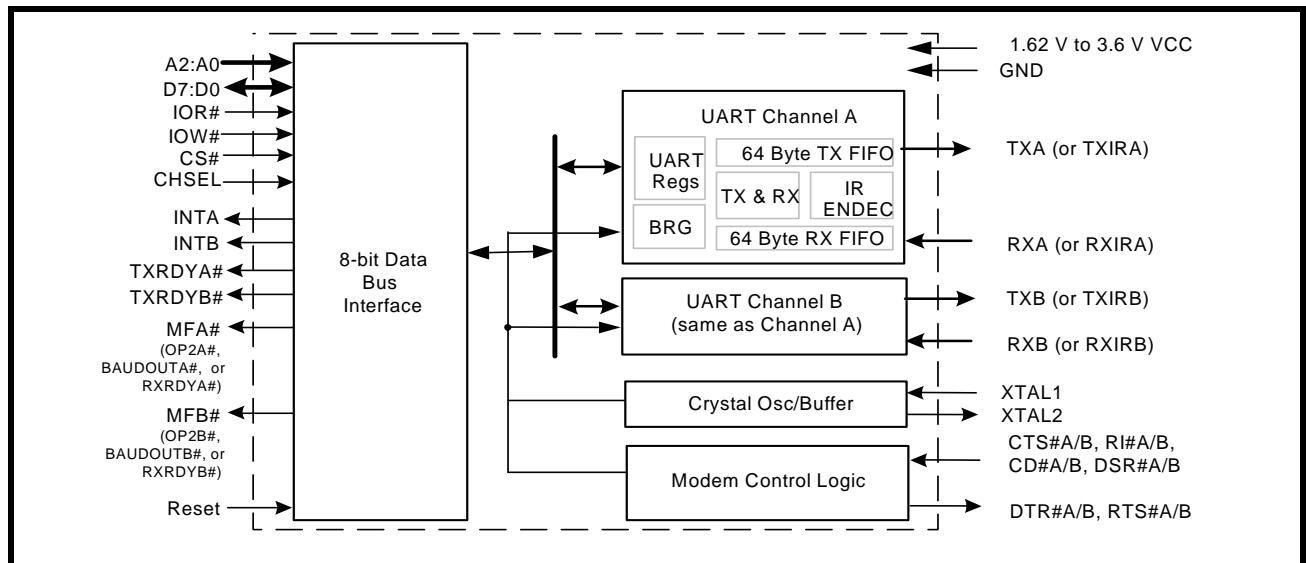 A2:A0
D7:D0
IOR#
IOW#
CS#
CHSEL
INTA
INTB
TXRDYA#
TXRDYB#
MFA#
(OP2A#,
BAUDOUTA#, or
RXRDYA#)
MFB#
(OP2B#,
BAUDOUTB#, or
RXRDYB#)
Reset
8-bit Data
Bus
Interface
UART Channel A
UART
Regs
BRG
64 Byte TX FIFO
TX & RX
IR
ENDEC
64 Byte RX FIFO
UART Channel B
(same as Channel A)
Crystal Osc/Buffer
Modem Control Logic
1.62 V to 3.6 V VCC
GND
TXA (or TXIRA)
RXA (or RXIRA)
TXB (or TXIRB)
RXB (or RXIRB)
XTAL1
XTAL2
CTS#A/B, RI#A/B,
CD#A/B, DSR#A/B
DTR#A/B, RTS#A/B